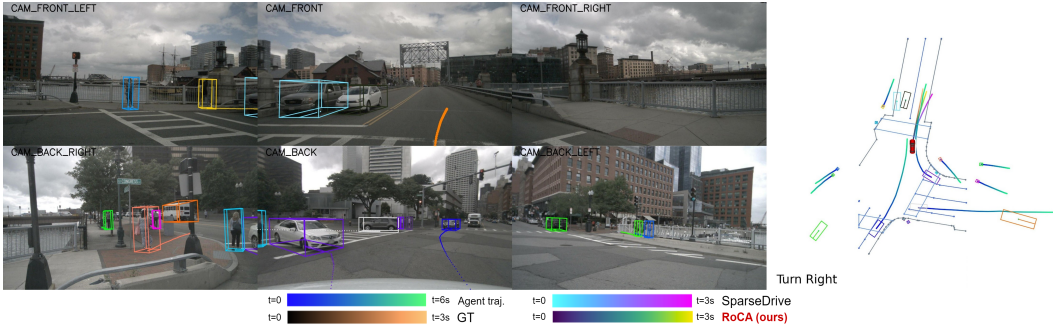 CAM_FRONT_LEFT
CAM_FRONT
CAM_FRONT_RIGHT
CAM_BACK_RIGHT
CAM_BACK
CAM_BACK_LEFT
Turn Right
t=0 t=6s Agent traj.
t=0 t=3s GT
t=0 t=3s SparseDrive
t=0 t=3s RoCA (ours)